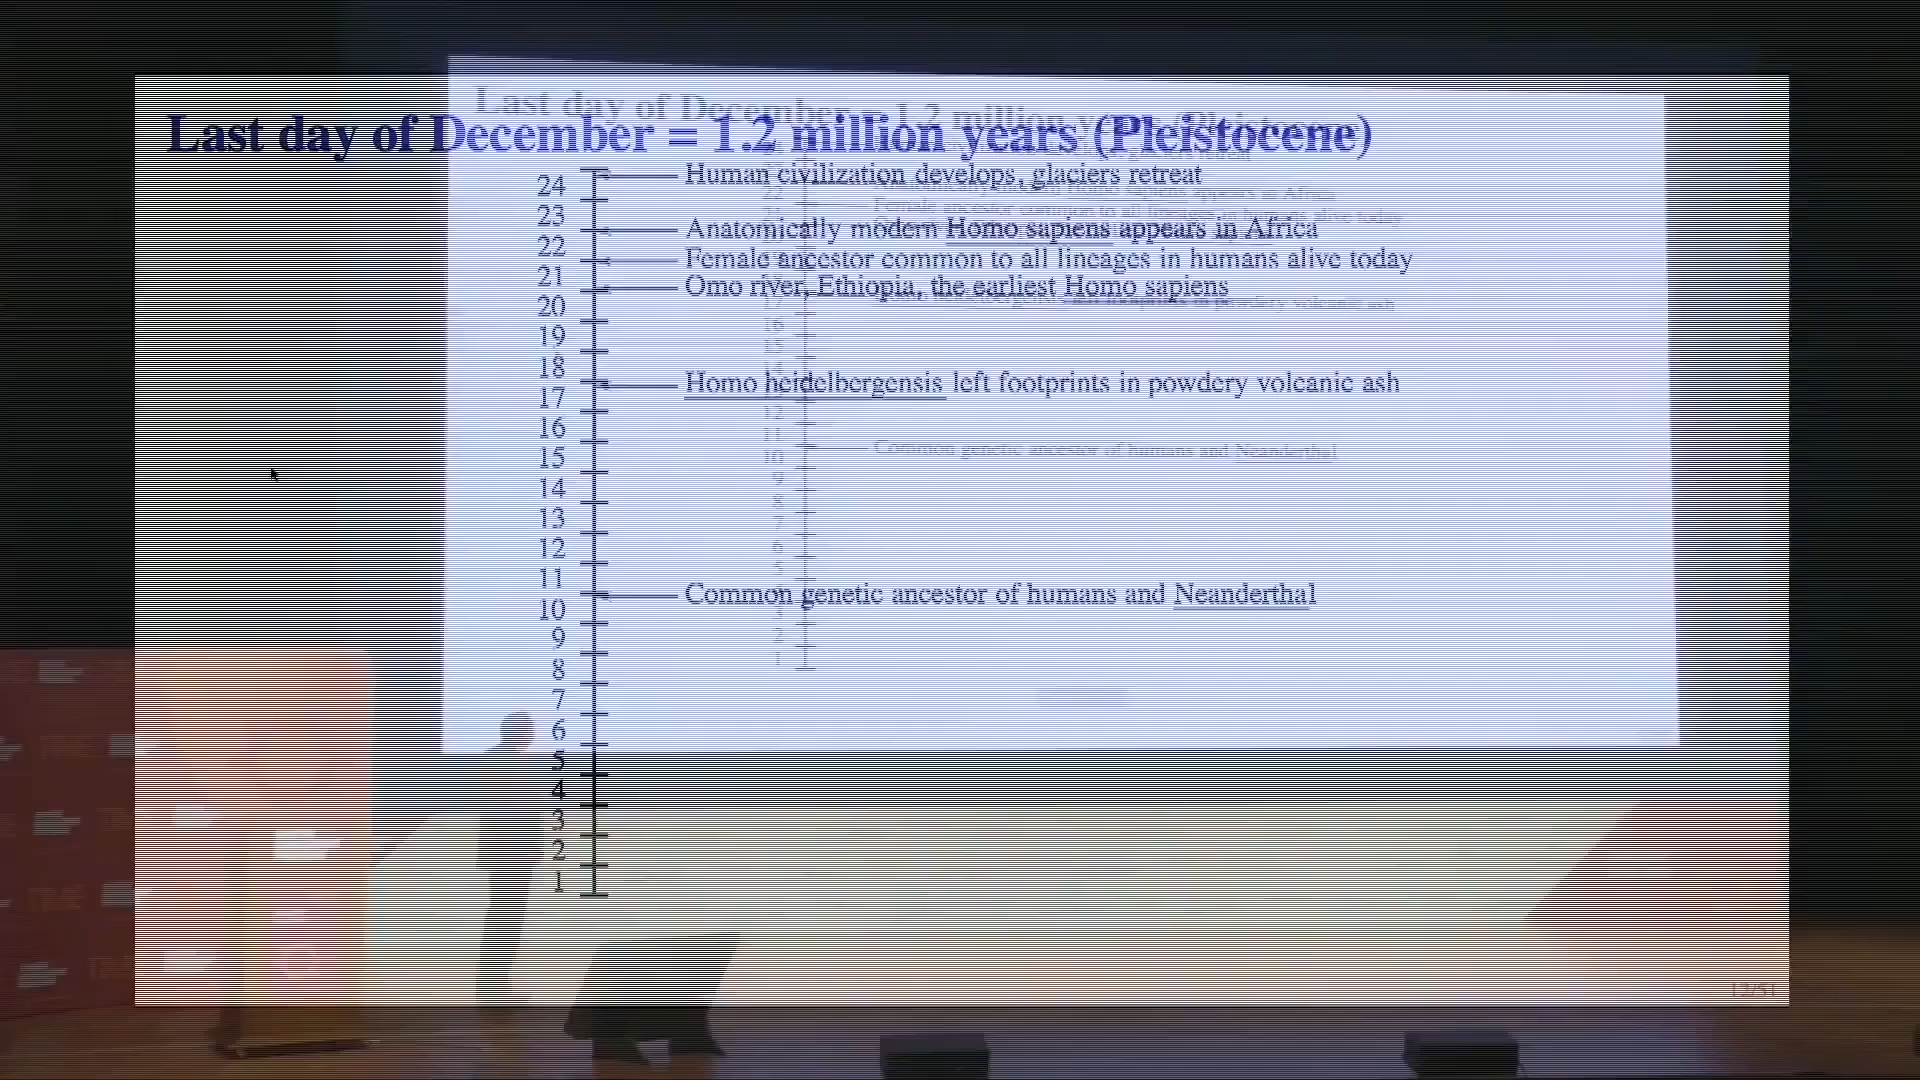 Last day of December = 1.2 million years (Pleistocene)
24 Human civilization develops, glaciers retreat
23
22 Anatomically modern Homo sapiens appears in Africa
21 Female ancestor common to all lineages in humans alive today
20 Omo river, Ethiopia, the earliest Homo sapiens
19
18
17 Homo heidelbergensis left footprints in powdery volcanic ash
16
15
14
13
12
11
10 Common genetic ancestor of humans and Neanderthal
9
8
7
6
5
4
3
2
1
12/51